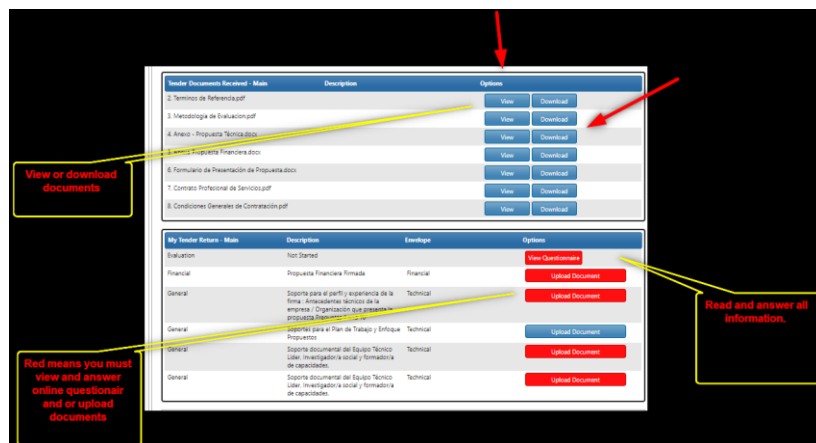 Tender Documents Received - Main Description Options
2. Terminos de Referencia.pdf View Download
3. Metodología de Evaluacion.pdf View Download
4. Anexo - Propuesta Técnica.docx View Download
Propuesta Financiera.docx View Download
6. Formulario de Presentación de Propuesta.docx View Download
7. Contrato Profesional de Servicios.pdf View Download
8. Condiciones Generales de Contratación.pdf View Download
View or download
documents
My Tender Return - Main Description Envelope Options
Evaluation Not Started View Questionnaire
Financial Propuesta Financiera Firmada Financial Upload Document
General Soporte para el perfil y experiencia de la Technical Upload Document
firma : Antecedentes técnicos de la
empresa / Organización que presente la
propuesta
General Soportes para el Plan de Trabajo y Enfoque Technical Upload Document
Propuestos
General Soporte documental del Equipo Técnico Technical Upload Document
Lider, Investigador/a social y formador/a
de capacidades.
General Soporte documental del Equipo Técnico Technical Upload Document
Lider, Investigador/a social y formador/a
de capacidades.
Read and answer all
information.
Red means you must
view and answer
online questionair
and or upload
documents